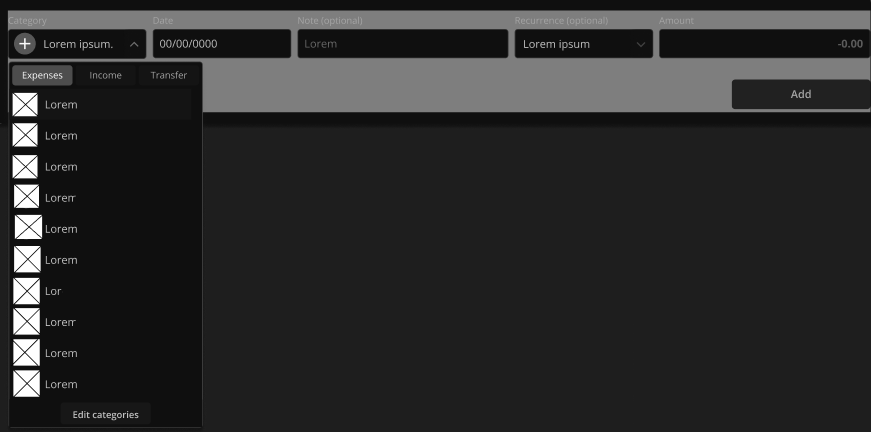 Category Date Note (optional) Recurrence (optional) Amount
Lorem ipsum. 00/00/0000 Lorem Lorem ipsum -0.00
Expenses Income Transfer
Add
Lorem
Lorem
Lorem
Lorem
Lorem
Lorem
Lor
Lorem
Lorem
Lorem
Edit categories